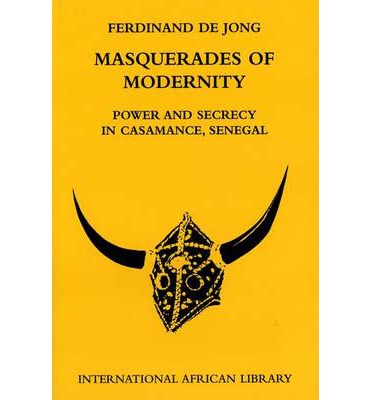 FERDINAND DE JONG
MASQUERADES OF
MODERNITY
POWER AND SECRECY
IN CASAMANCE, SENEGAL
INTERNATIONAL AFRICAN LIBRARY